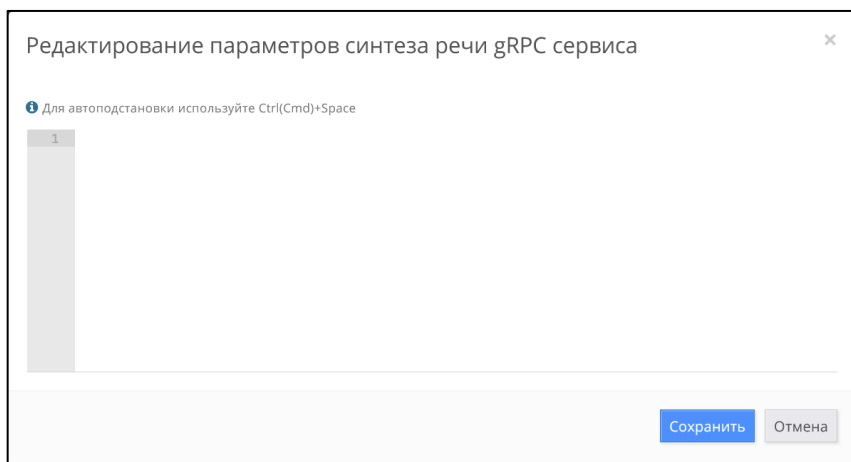 Редактирование параметров синтеза речи gRPC сервиса
×
Для автоподстановки используйте Ctrl(Cmd)+Space
1
Сохранить
Отмена